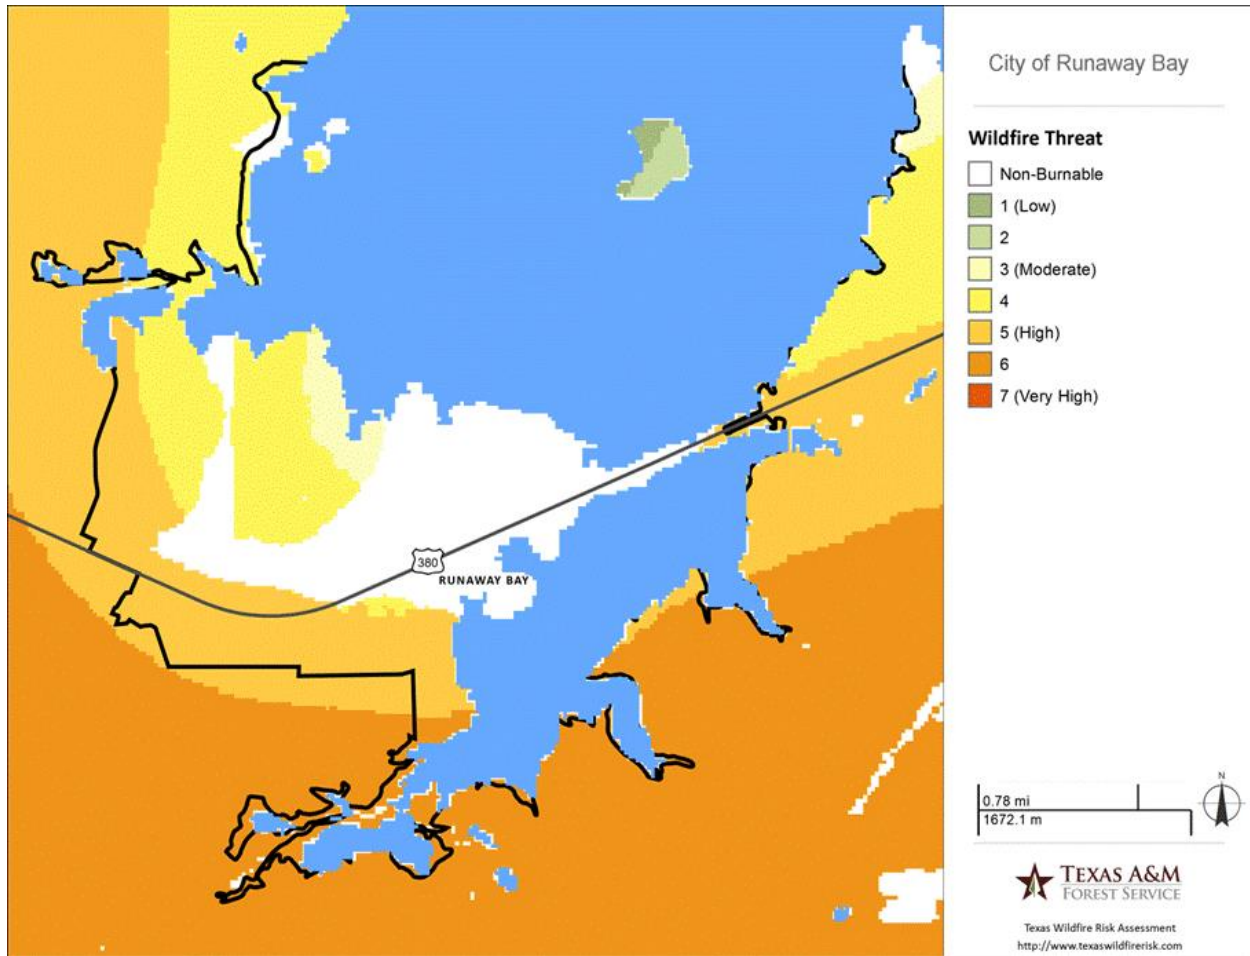 City of Runaway Bay
Wildfire Threat
Non-Burnable
1 (Low)
2
3 (Moderate)
4
5 (High)
6
7 (Very High)
380
RUNAWAY BAY
N
0.78 mi
1672.1 m
TEXAS A&M
FOREST SERVICE
Texas Wildfire Risk Assessment
http://www.texaswildfirerisk.com